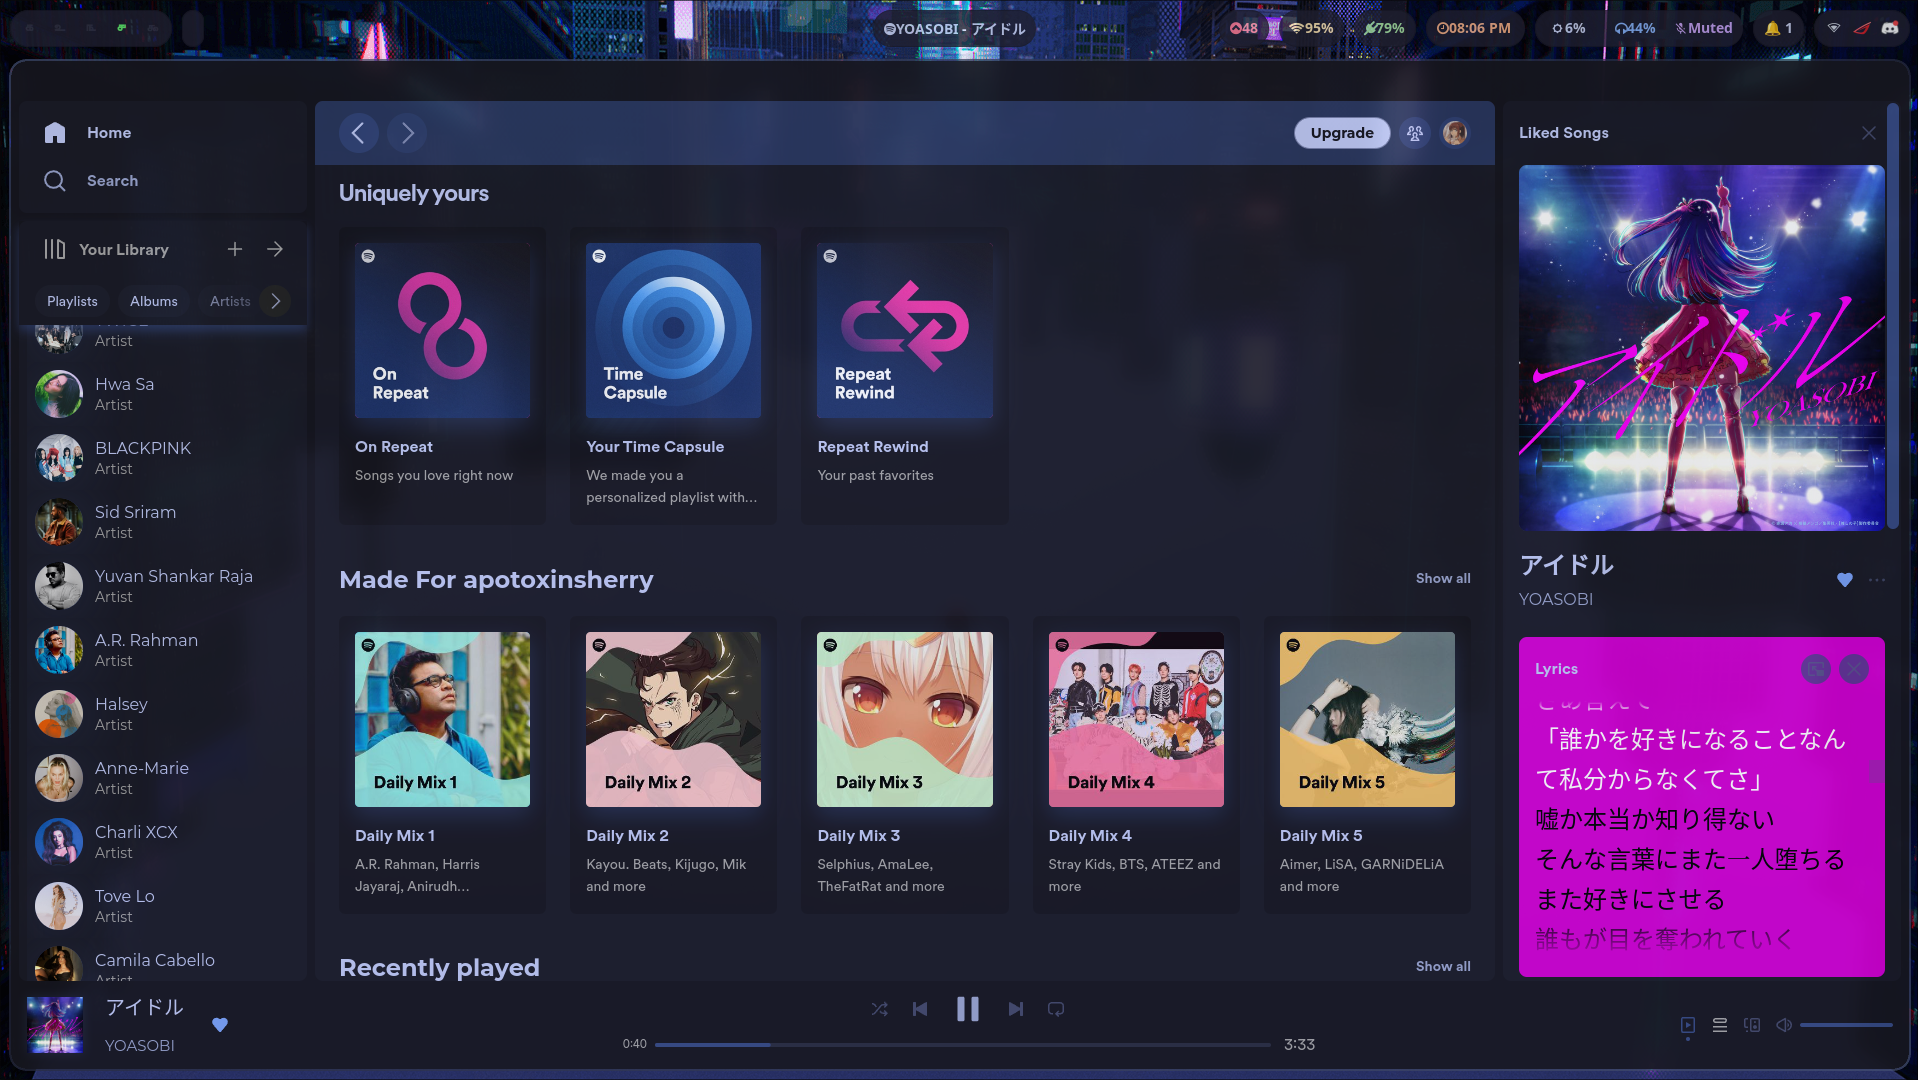 YOASOBI - アイドル
48
95%
79%
08:06 PM
6%
44%
Muted
1
Home
Search
Your Library
Playlists
Albums
Artists
Artist
Hwa Sa
Artist
BLACKPINK
Artist
Sid Sriram
Artist
Yuvan Shankar Raja
Artist
A.R. Rahman
Artist
Halsey
Artist
Anne-Marie
Artist
Charli XCX
Artist
Tove Lo
Artist
Camila Cabello
Artist
Upgrade
Uniquely yours
On
Repeat
On Repeat
Songs you love right now
Time
Capsule
Your Time Capsule
We made you a
personalized playlist with...
Repeat
Rewind
Repeat Rewind
Your past favorites
Made For apotoxinsherry
Show all
Daily Mix 1
Daily Mix 1
A.R. Rahman, Harris
Jayaraj, Anirudh...
Daily Mix 2
Daily Mix 2
Kayou. Beats, Kijugo, Mik
and more
Daily Mix 3
Daily Mix 3
Selphius, AmaLee,
TheFatRat and more
Daily Mix 4
Daily Mix 4
Stray Kids, BTS, ATEEZ and
more
Daily Mix 5
Daily Mix 5
Aimer, LiSA, GARNiDELiA
and more
Recently played
Show all
Liked Songs
アイドル
YOASOBI
アイドル
YOASOBI
Lyrics
「誰かを好きになることなん
て私分からなくてさ」
嘘か本当か知り得ない
そんな言葉にまた一人堕ちる
また好きにさせる
誰もが目を奪われていく
アイドル
YOASOBI
0:40
3:33